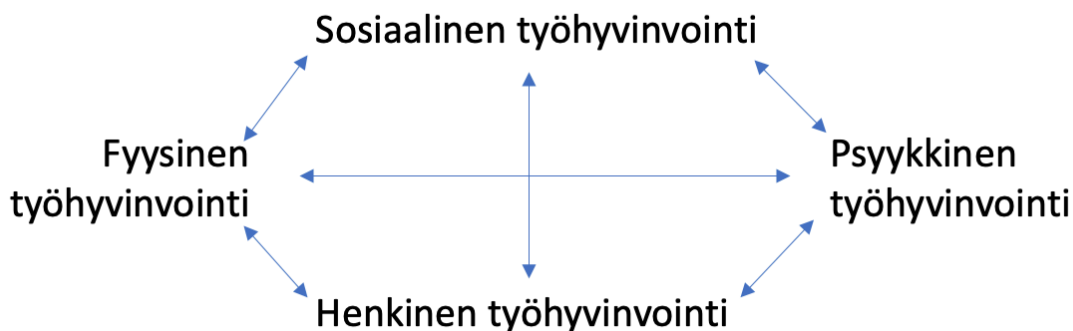 Sosiaalinen työhyvinvointi
Fyysinen
työhyvinvointi
Psyykkinen
työhyvinvointi
Henkinen työhyvinvointi